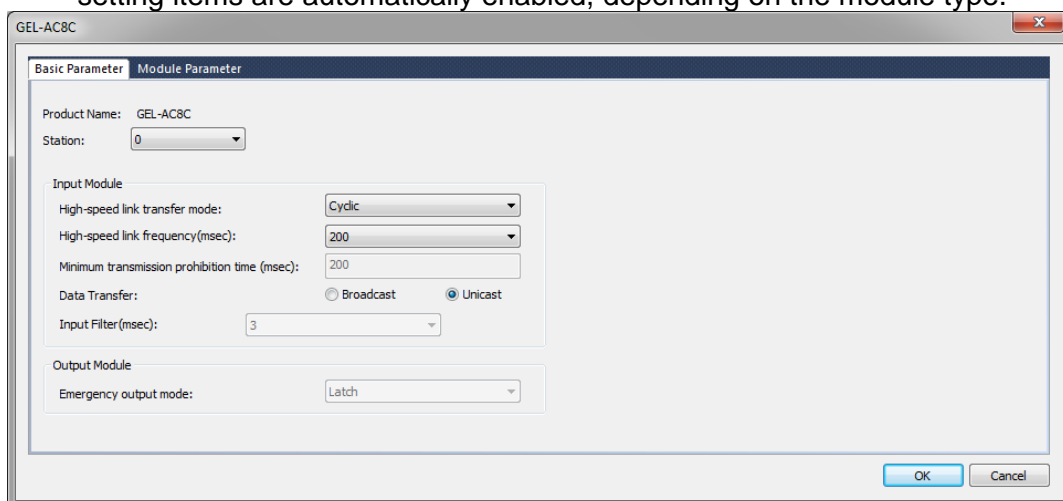 setting items are automatically enabled, depending on the module type.
GEL-AC8C
Basic Parameter Module Parameter
Product Name: GEL-AC8C
Station: 0
Input Module
High-speed link transfer mode: Cyclic
High-speed link frequency(msec): 200
Minimum transmission prohibition time (msec): 200
Data Transfer: Broadcast Unicast
Input Filter(msec): 3
Output Module
Emergency output mode: Latch
OK Cancel